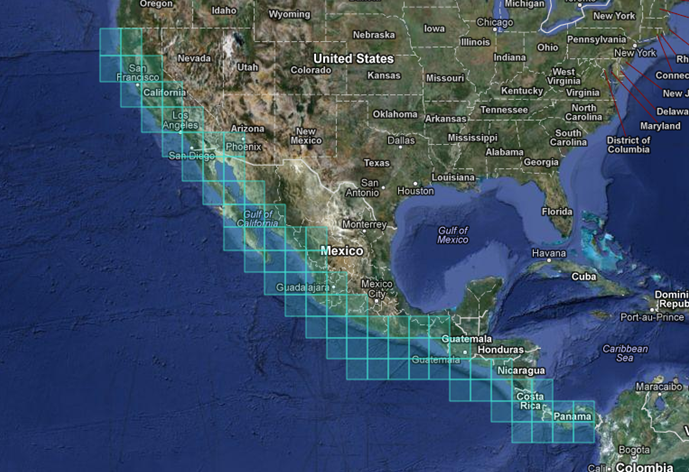 Oregon
Idaho
Wyoming
Michigan
New York
Nebraska
Iowa
Chicago
Illinois
Indiana
Ohio
Pennsylvania
New York
Nevada
Utah
Colorado
United States
Kansas
Missouri
West
Virginia
Virginia
Connec
New J
Delawa
Maryland
District of
Columbia
San
Francisco
California
Kentucky
Los
Angeles
Arizona
Phoenix
New
Mexico
Oklahoma
Arkansas
Tennessee
North
Carolina
South
Carolina
San Diego
Dallas
Mississippi
Alabama
Georgia
Texas
San
Antonio
Houston
Louisiana
Florida
Gulf of
California
Monterrey
Gulf of
Mexico
Mexico
Havana
Cuba
Guadalajara
Mexico
City
Domini
Repub
Port-au-Prince
Guatemala
Guatemala
Honduras
Caribbean
Sea
Nicaragua
Costa
Rica
Panama
Maracaibo
Bogota
Cali
Colombia